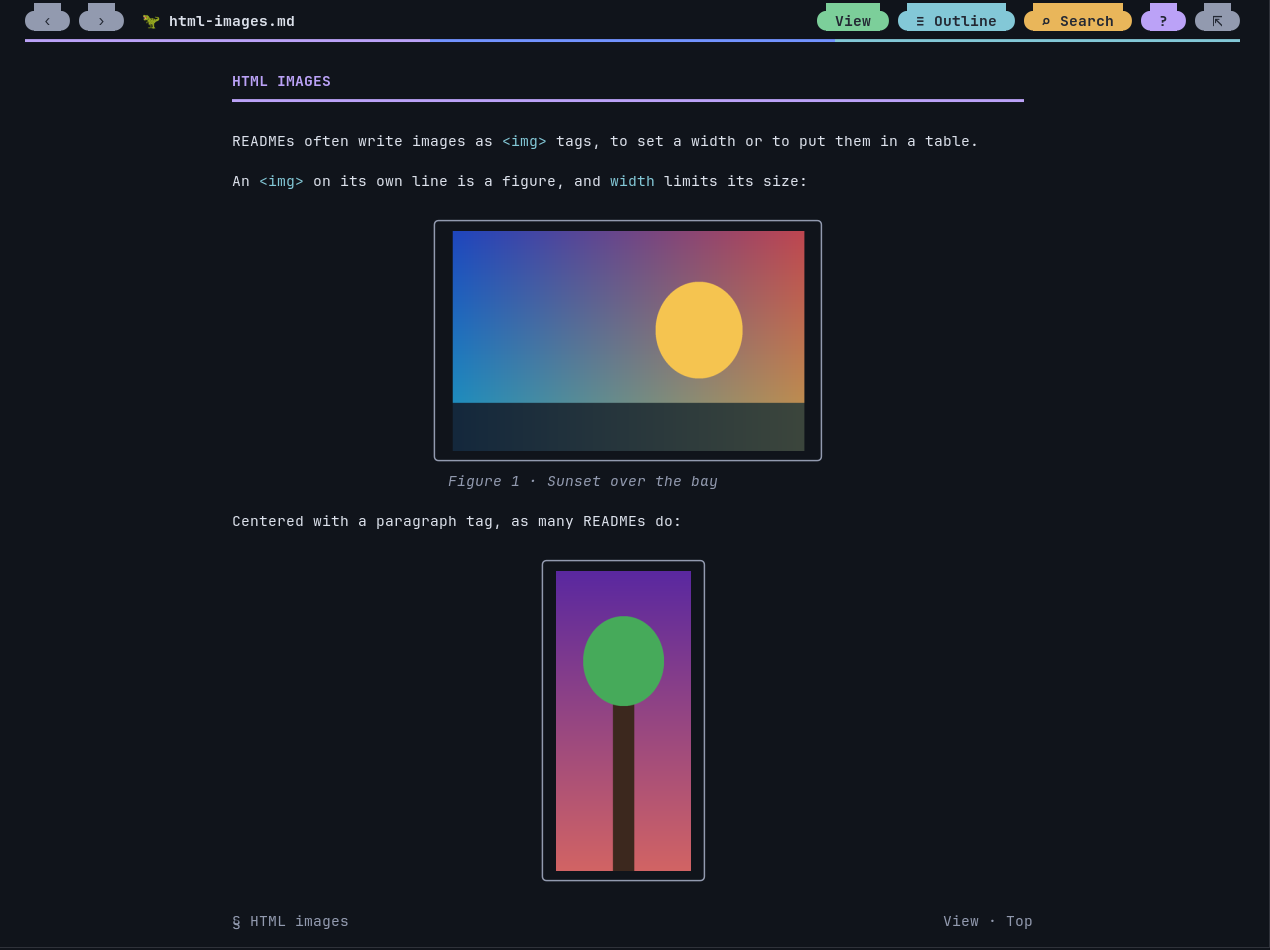 ‹ › 🦖 html-images.md View Ξ Outline ⌕ Search ? ⇱
HTML IMAGES
READMEs often write images as <img> tags, to set a width or to put them in a table.
An <img> on its own line is a figure, and width limits its size:
Figure 1 · Sunset over the bay
Centered with a paragraph tag, as many READMEs do:
§ HTML images View · Top